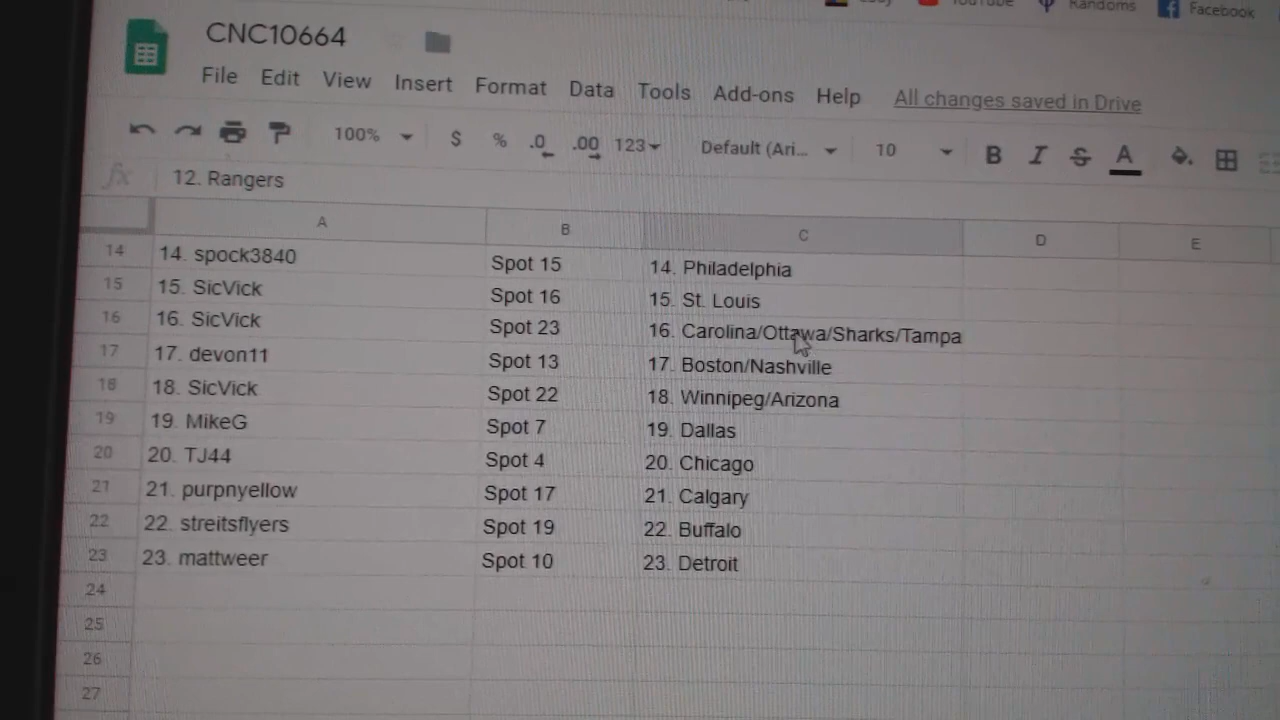 YouTube
Randoms
Facebook
CNC10664
File Edit View Insert Format Data Tools Add-ons Help All changes saved in Drive
100% $ % .0 .00 123 Default (Ari... 10 B I S A
fx 12. Rangers
A B C D E
14 14. spock3840 Spot 15 14. Philadelphia
15 15. SicVick Spot 16 15. St. Louis
16 16. SicVick Spot 23 16. Carolina/Ottawa/Sharks/Tampa
17 17. devon11 Spot 13 17. Boston/Nashville
18 18. SicVick Spot 22 18. Winnipeg/Arizona
19 19. MikeG Spot 7 19. Dallas
20 20. TJ44 Spot 4 20. Chicago
21 21. purpnyellow Spot 17 21. Calgary
22 22. streitsflyers Spot 19 22. Buffalo
23 23. mattweer Spot 10 23. Detroit
24
25
26
27